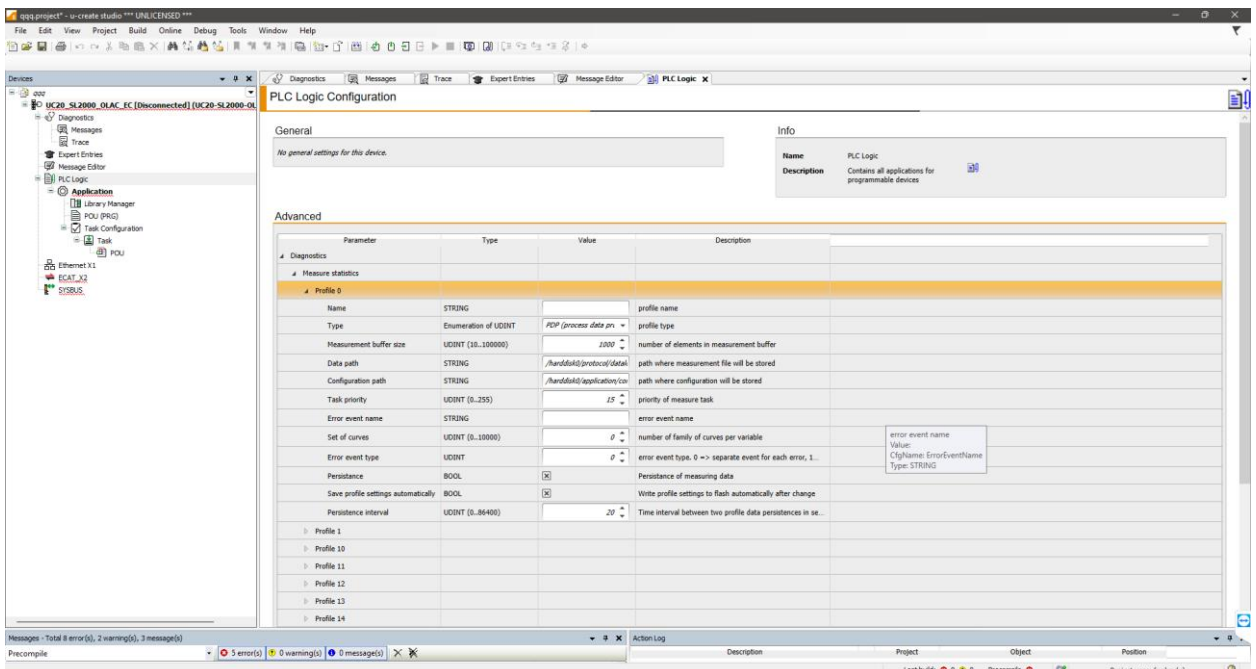 qqq.project* - u-create studio *** UNLICENSED ***
File Edit View Project Build Online Debug Tools Window Help
Devices
Diagnostics Messages Trace Expert Entries Message Editor PLC Logic
qqq
UC20_SL2000_OLAC_EC [Disconnected] (UC20-SL2000-OL
Diagnostics
Messages
Trace
Expert Entries
Message Editor
PLC Logic
Application
Library Manager
POU (PRG)
Task Configuration
Task
POU
Ethernet X1
ECAT_X2
SYSBUS
PLC Logic Configuration
General
No general settings for this device.
Info
Name PLC Logic
Description Contains all applications for
programmable devices
Advanced
Parameter Type Value Description
Diagnostics
Measure statistics
Profile 0
Name STRING profile name
Type Enumeration of UDINT PDP (process data pri profile type
Measurement buffer size UDINT (10..100000) 1000 number of elements in measurement buffer
Data path STRING /harddisk0/protocol/datal path where measurement file will be stored
Configuration path STRING /harddisk0/application/co path where configuration will be stored
Task priority UDINT (0..255) 15 priority of measure task
Error event name STRING error event name
Set of curves UDINT (0..10000) 0 number of family of curves per variable
Error event type UDINT 0 error event type, 0 => separate event for each error, 1...
Persistance BOOL Persistance of measuring data
Save profile settings automatically BOOL Write profile settings to flash automatically after change
Persistence interval UDINT (0..86400) 20 Time interval between two profile data persistences in se...
Profile 1
Profile 10
Profile 11
Profile 12
Profile 13
Profile 14
error event name
Value:
CfgName: ErrorEventName
Type: STRING
Messages - Total 8 error(s), 2 warning(s), 3 message(s)
Precompile 5 error(s) 0 warning(s) 0 message(s)
Action Log
Description Project Object Position